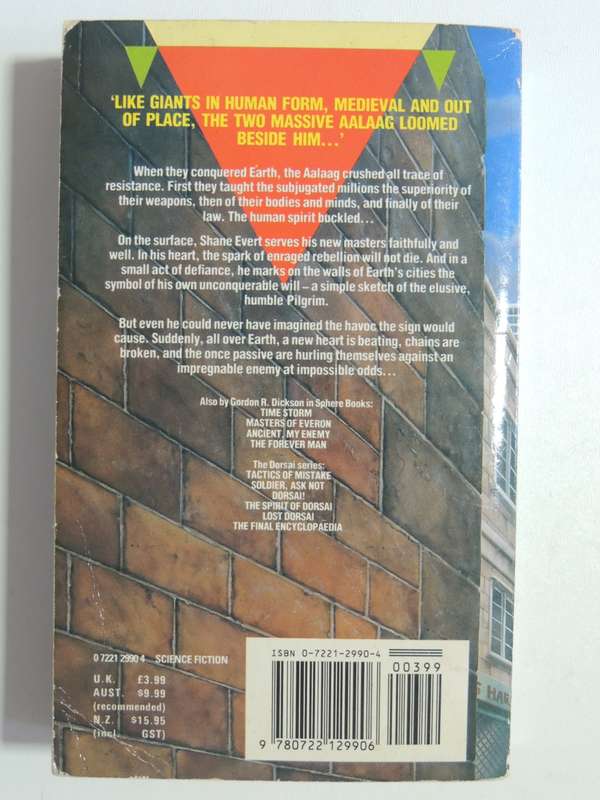 ‘LIKE GIANTS IN HUMAN FORM, MEDIEVAL AND OUT
OF PLACE, THE TWO MASSIVE AALAAG LOOMED
BESIDE HIM...’
When they conquered Earth, the Aalaag crushed all trace of
resistance. First they taught the subjugated millions the superiority of
their weapons, then of their bodies and minds, and finally of their
law. The human spirit buckled...
On the surface, Shane Evert serves his new masters faithfully and
well. In his heart, the spark of enraged rebellion will not die. And in a
small act of defiance, he marks on the walls of Earth's cities the
symbol of his own unconquerable will – a simple sketch of the elusive,
humble Pilgrim.
But even he could never have imagined the havoc the sign would
cause. Suddenly, all over Earth, a new heart is beating, chains are
broken, and the once passive are hurling themselves against an
impregnable enemy at impossible odds...
Also by Gordon R. Dickson in Sphere Books:
TIME STORM
MASTERS OF EVERON
ANCIENT, MY ENEMY
THE FOREVER MAN
The Dorsai series:
TACTICS OF MISTAKE
SOLDIER, ASK NOT
DORSAI!
THE SPIRIT OF DORSAI
LOST DORSAI
THE FINAL ENCYCLOPAEDIA
0 7221 2990 4 SCIENCE FICTION
U.K. £3.99
AUST. $9.99
(recommended)
N.Z. $15.95
(incl. GST)
ISBN 0-7221-2990-4
00399
9 780722 129906